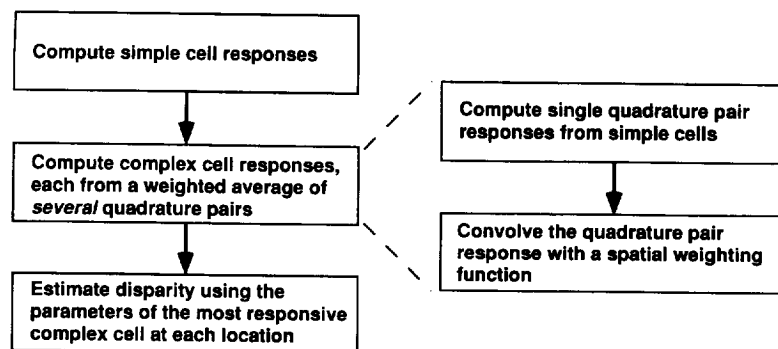 Compute simple cell responses
Compute complex cell responses,
each from a weighted average of
several quadrature pairs
Estimate disparity using the
parameters of the most responsive
complex cell at each location
Compute single quadrature pair
responses from simple cells
Convolve the quadrature pair
response with a spatial weighting
function